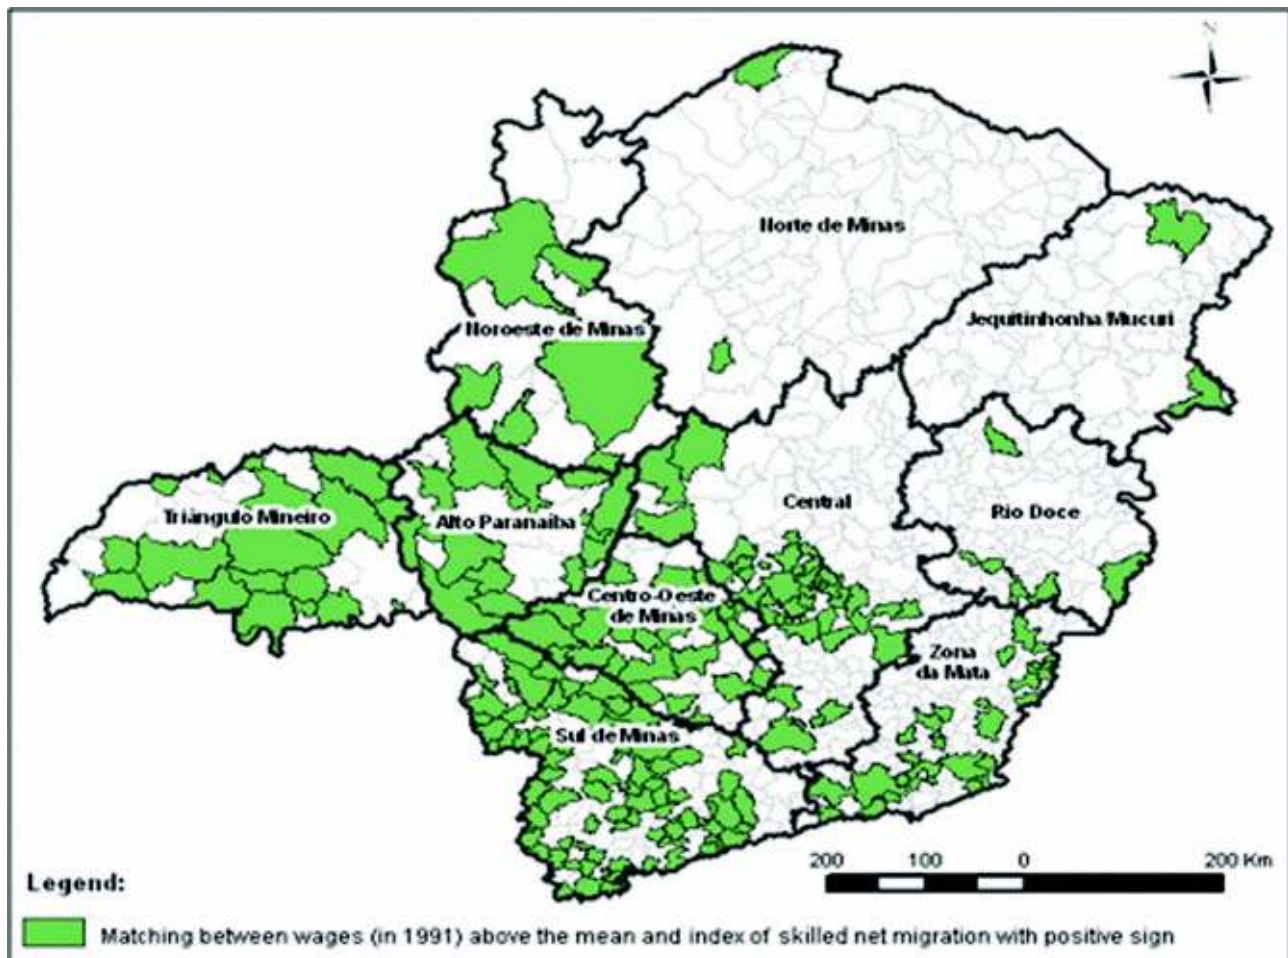 N
Norte de Minas
Jequitinhonha/Mucuri
Noroeste de Minas
Triângulo Mineiro
Alto Paranaíba
Central
Rio Doce
Centro-Oeste
de Minas
Zona
da Mata
Sul de Minas
200 100 0 200 Km
Legend:
Matching between wages (in 1991) above the mean and index of skilled net migration with positive sign